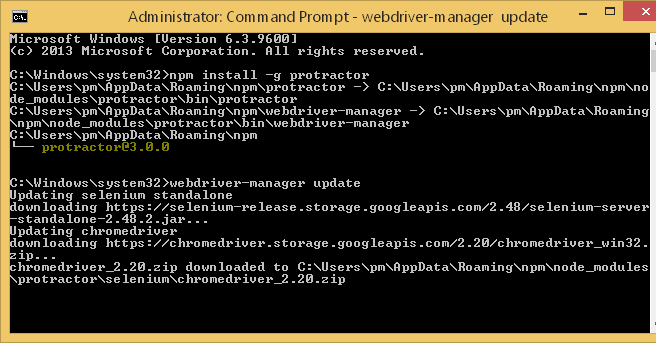 Administrator: Command Prompt - webdriver-manager update
Microsoft Windows [Version 6.3.9600]
(c) 2013 Microsoft Corporation. All rights reserved.
C:\Windows\system32>npm install -g protractor
C:\Users\pm\AppData\Roaming\npm\protractor -> C:\Users\pm\AppData\Roaming\npm\no
de_modules\protractor\bin\protractor
C:\Users\pm\AppData\Roaming\npm\webdriver-manager -> C:\Users\pm\AppData\Roaming
\npm\node_modules\protractor\bin\webdriver-manager
C:\Users\pm\AppData\Roaming\npm
└── protractor@3.0.0
C:\Windows\system32>webdriver-manager update
Updating selenium standalone
downloading https://selenium-release.storage.googleapis.com/2.48/selenium-server
-standalone-2.48.2.jar...
Updating chromedriver
downloading https://chromedriver.storage.googleapis.com/2.20/chromedriver_win32.
zip...
chromedriver_2.20.zip downloaded to C:\Users\pm\AppData\Roaming\npm\node_modules
\protractor\selenium\chromedriver_2.20.zip